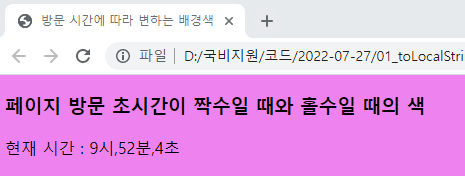 방문 시간에 따라 변하는 배경색
파일 D:/국비지원/코드/2022-07-27/01_toLocalStri
페이지 방문 초시간이 짝수일 때와 홀수일 때의 색
현재 시간 : 9시,52분,4초